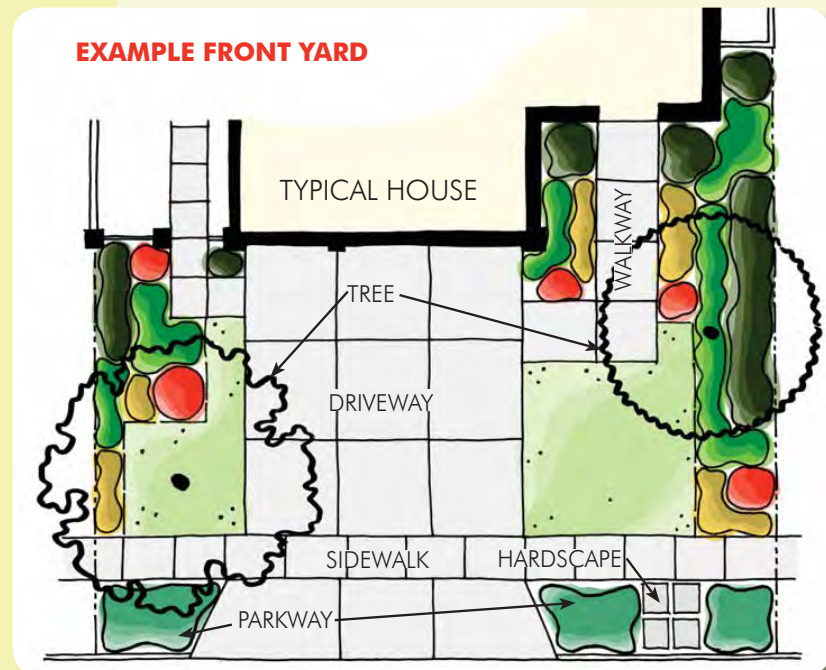 EXAMPLE FRONT YARD
TYPICAL HOUSE
WALKWAY
TREE
DRIVEWAY
SIDEWALK
HARDSCAPE
PARKWAY